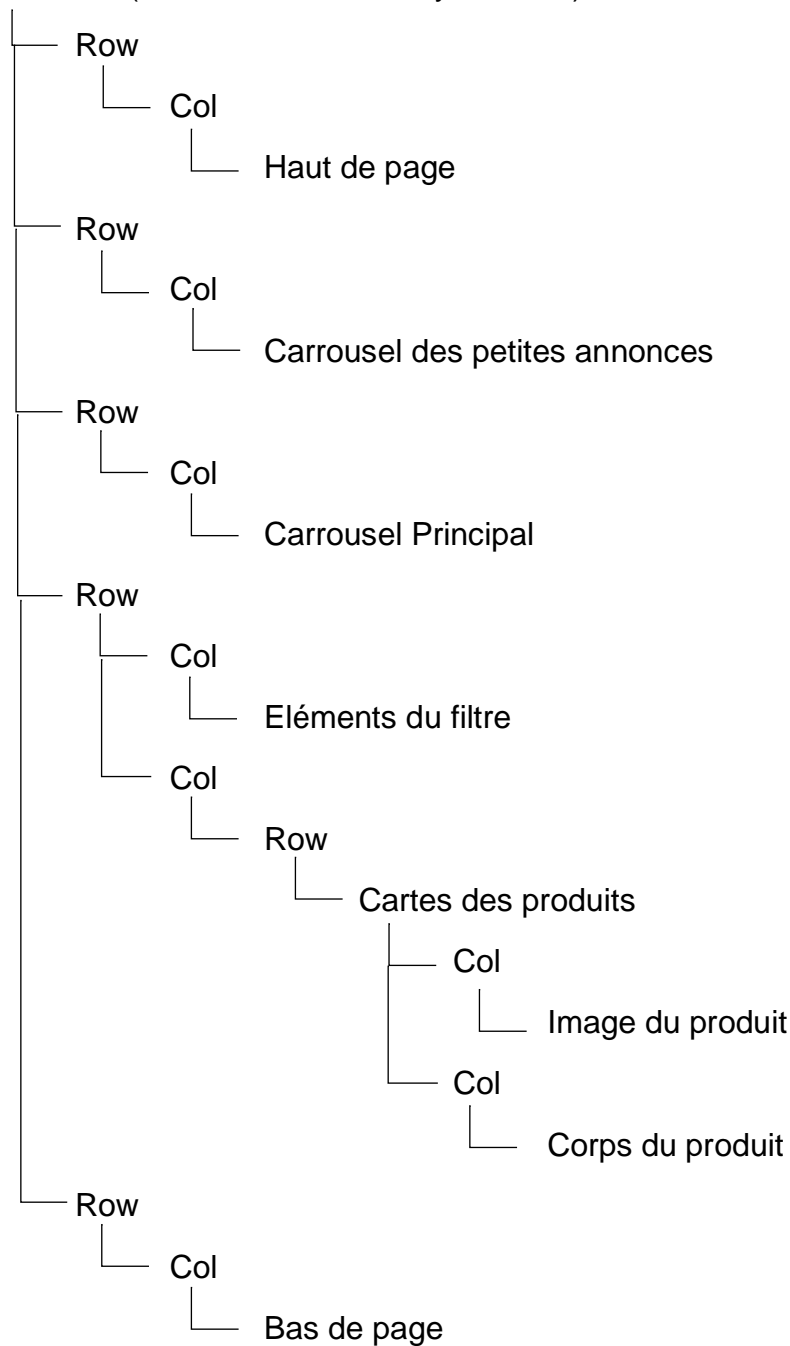 Row
Col
Haut de page
Row
Col
Carrousel des petites annonces
Row
Col
Carrousel Principal
Row
Col
Eléments du filtre
Col
Row
Cartes des produits
Col
Image du produit
Col
Corps du produit
Row
Col
Bas de page